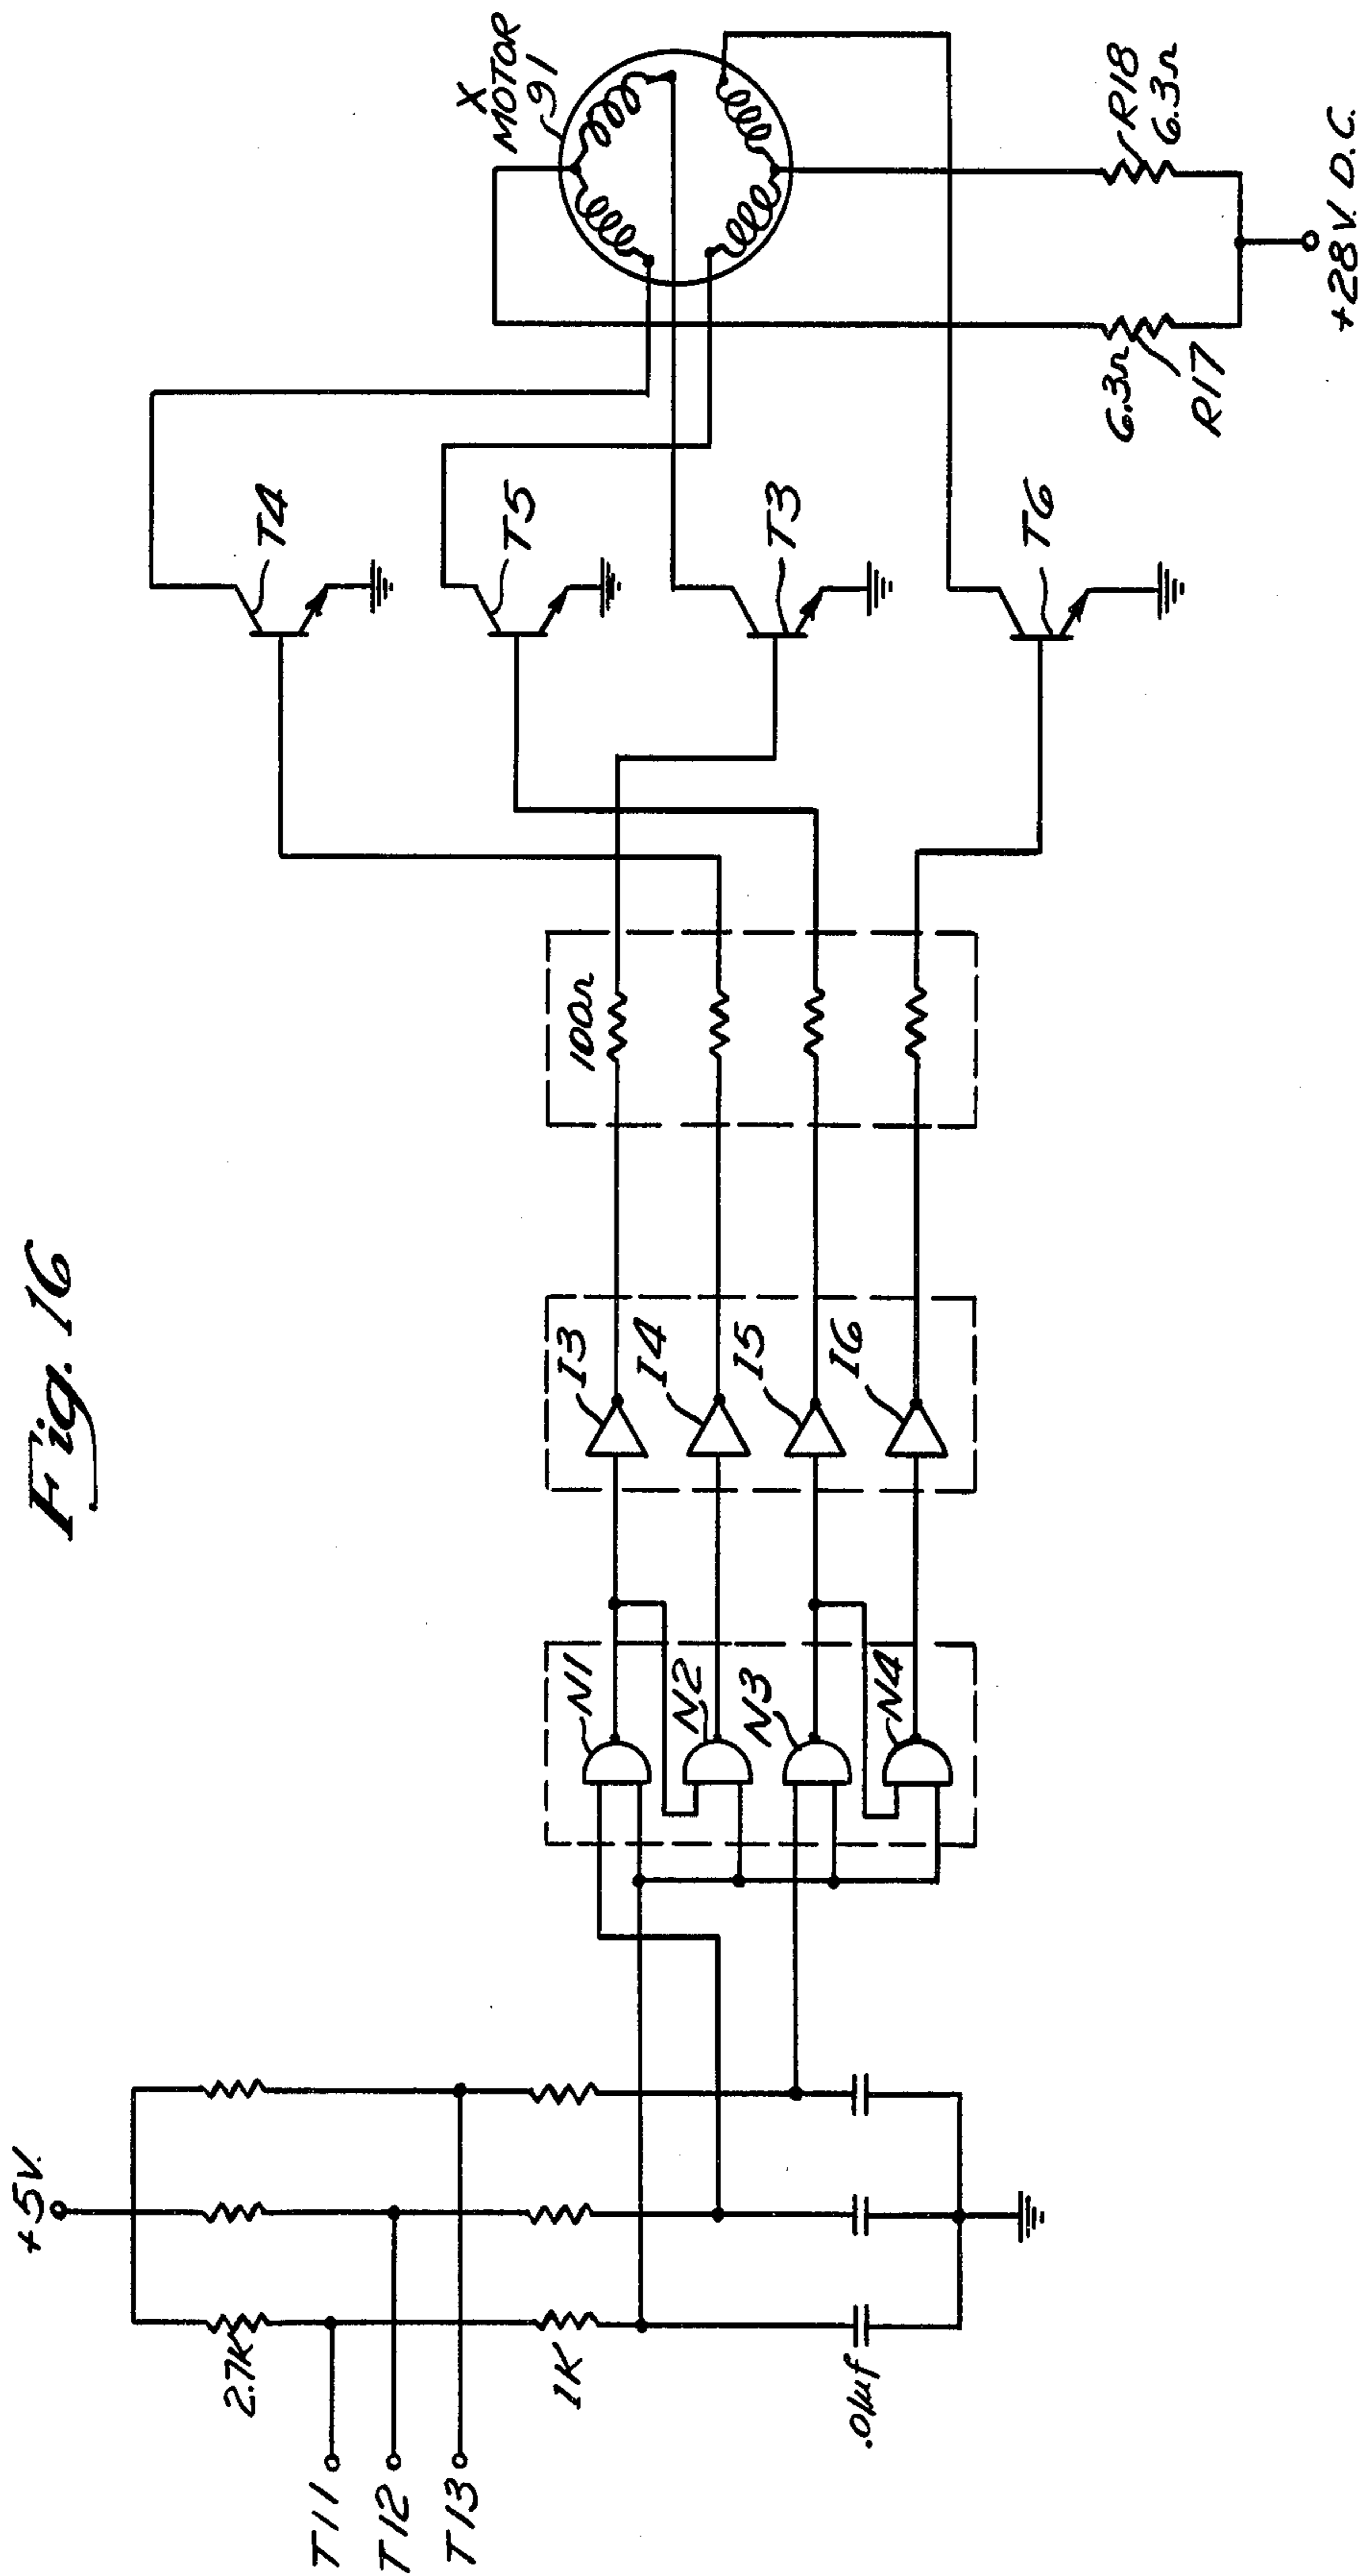 Fig. 16
+5V.
2.7K
T11
T12
T13
1K
.01µf
N1
N2
N3
N4
I3
I4
I5
I6
100Ω
T4
T5
T3
T6
X
MOTOR
91
6.3Ω
R17
R18
6.3Ω
+28V. D.C.